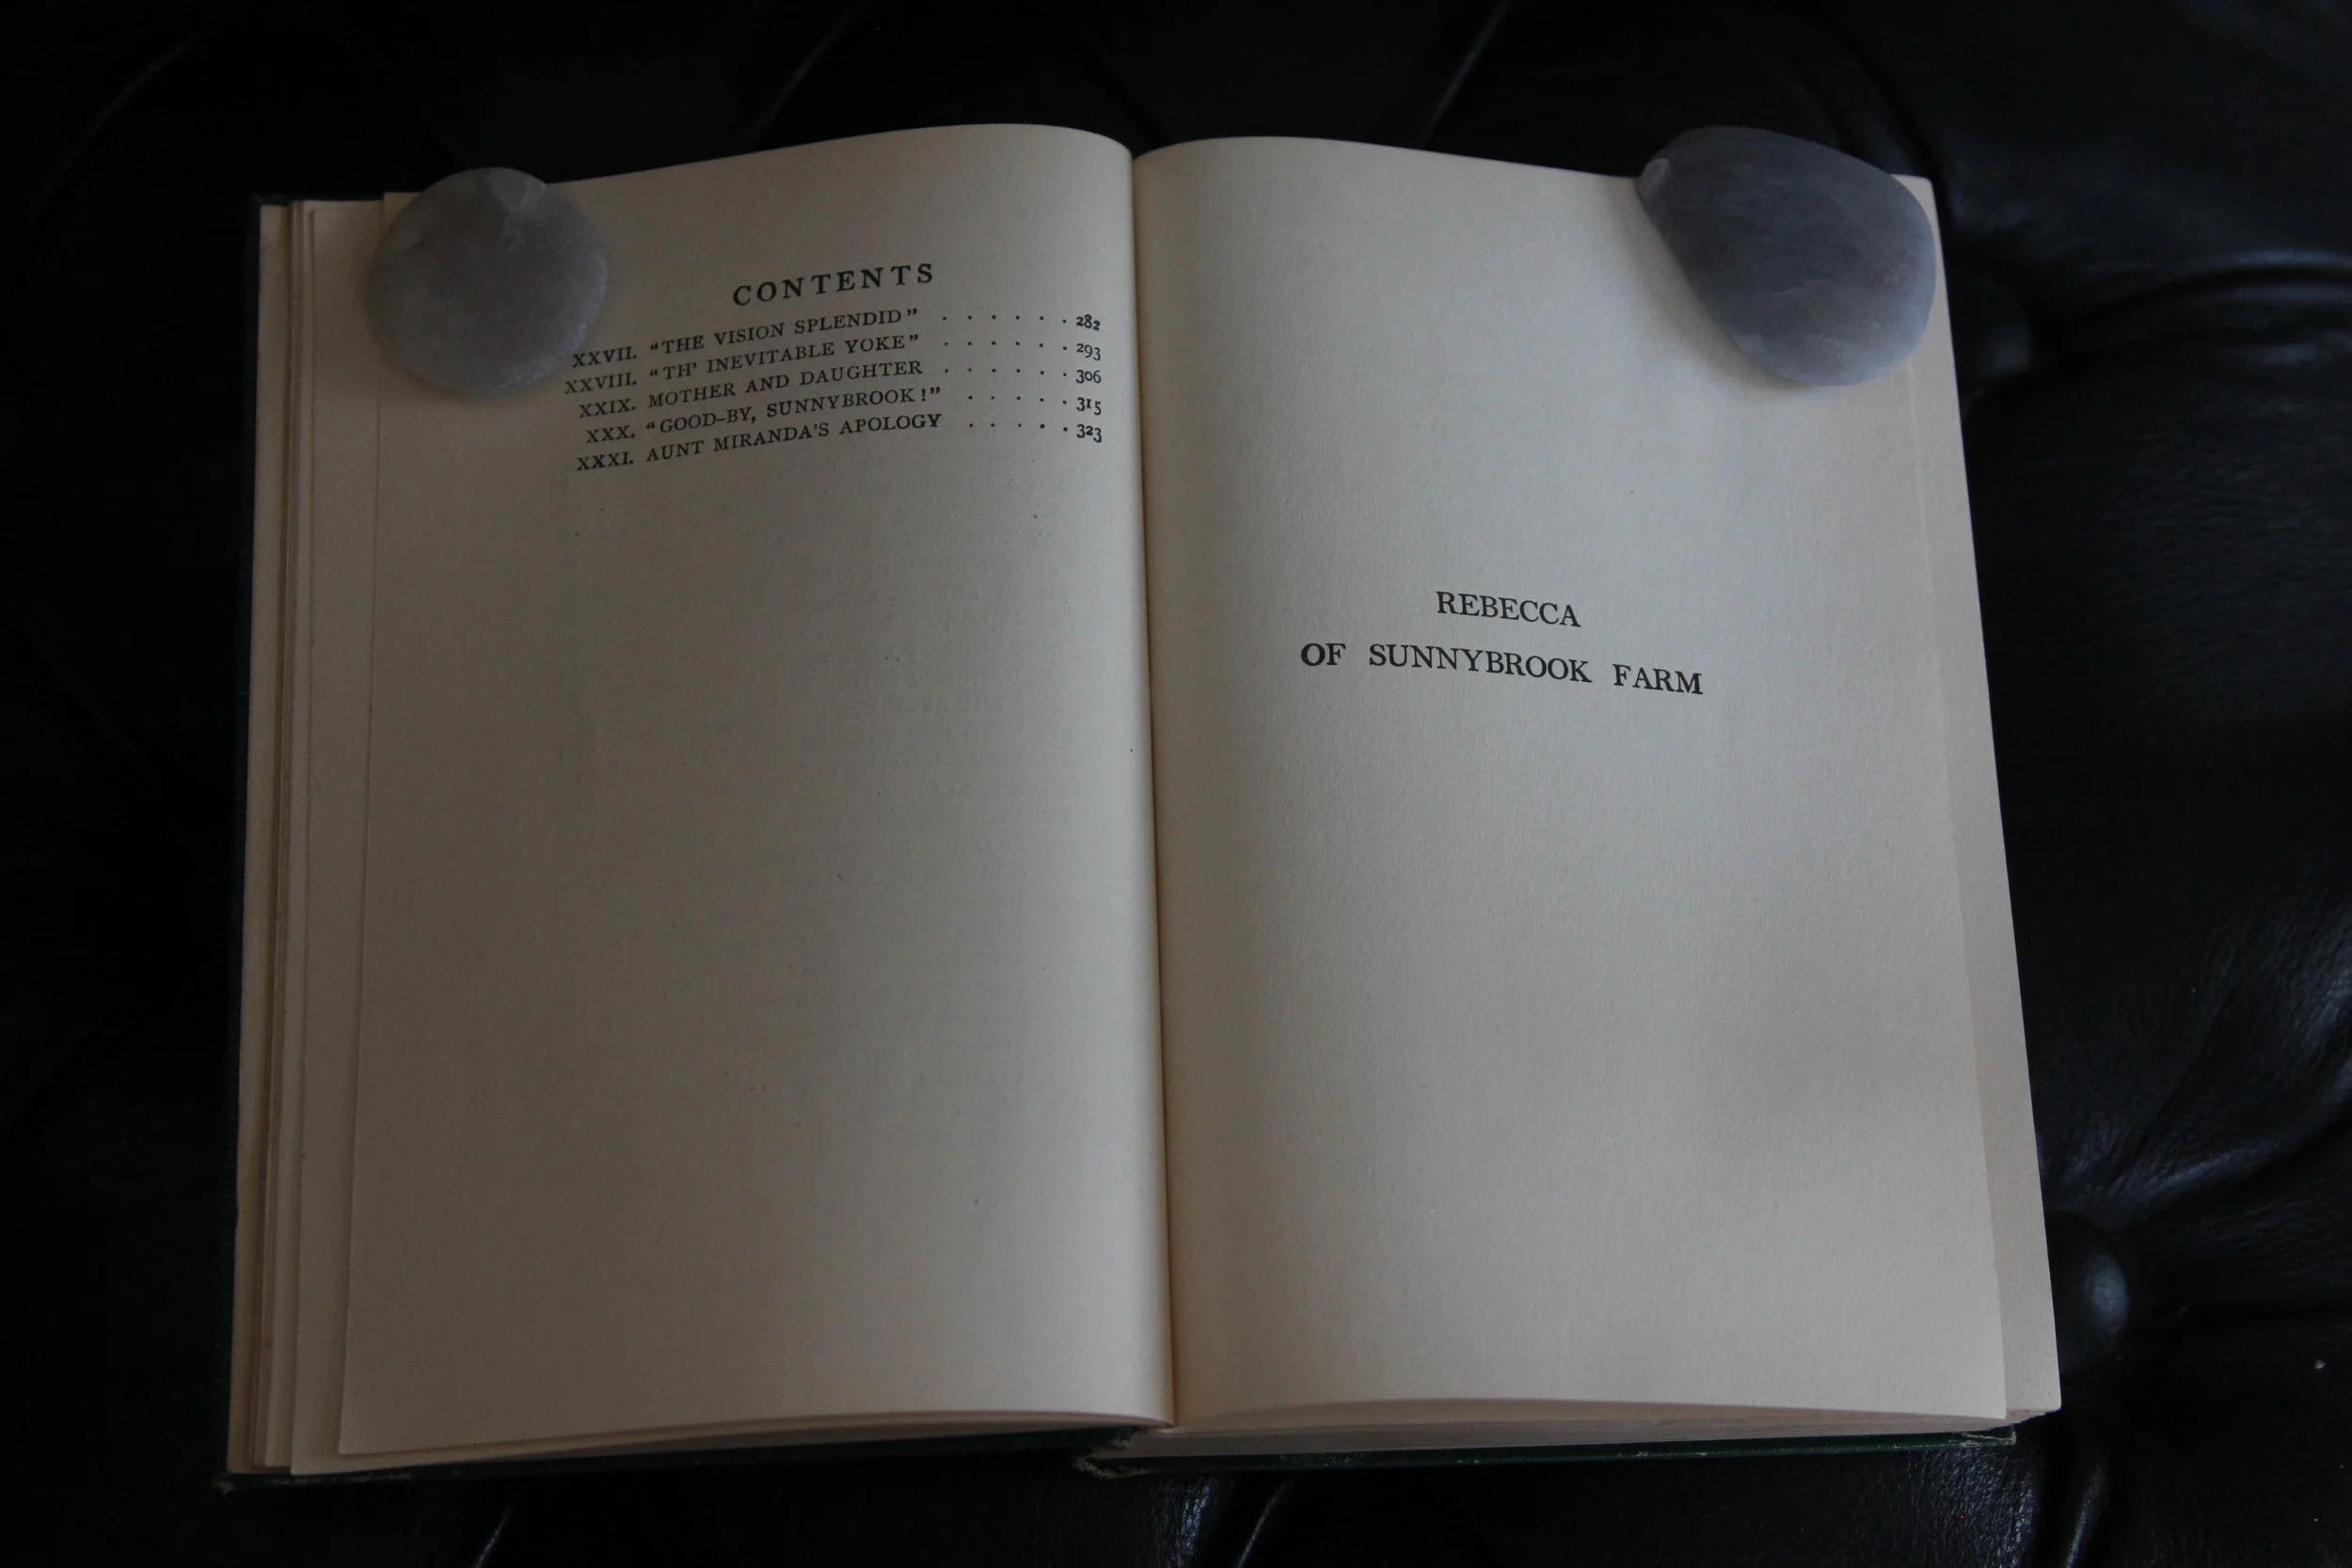 CONTENTS
XXVII. “THE VISION SPLENDID” . . . . . . 282
XXVIII. “TH’ INEVITABLE YOKE” . . . . . . 293
XXIX. MOTHER AND DAUGHTER . . . . . . 306
XXX. “GOOD-BY, SUNNYBROOK!” . . . . . 315
XXXI. AUNT MIRANDA’S APOLOGY . . . . . 323
REBECCA
OF SUNNYBROOK FARM